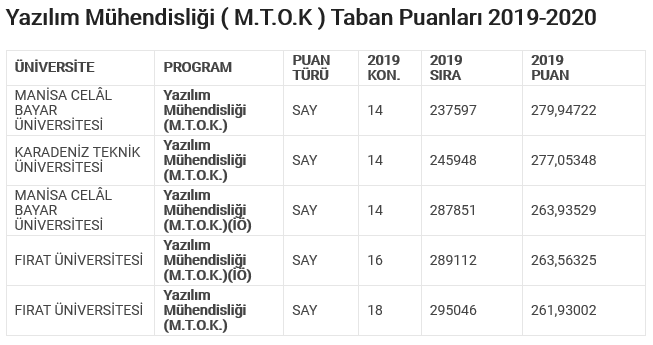 Yazılım Mühendisliği ( M.T.O.K ) Taban Puanları 2019-2020
ÜNİVERSİTE PROGRAM PUAN TÜRÜ 2019 KON. 2019 SIRA 2019 PUAN
MANİSA CELÂL BAYAR ÜNİVERSİTESİ Yazılım Mühendisliği (M.T.O.K.) SAY 14 237597 279,94722
KARADENİZ TEKNİK ÜNİVERSİTESİ Yazılım Mühendisliği (M.T.O.K.) SAY 14 245948 277,05348
MANİSA CELÂL BAYAR ÜNİVERSİTESİ Yazılım Mühendisliği (M.T.O.K.)(İÖ) SAY 14 287851 263,93529
FIRAT ÜNİVERSİTESİ Yazılım Mühendisliği (M.T.O.K.)(İÖ) SAY 16 289112 263,56325
FIRAT ÜNİVERSİTESİ Yazılım Mühendisliği (M.T.O.K.) SAY 18 295046 261,93002